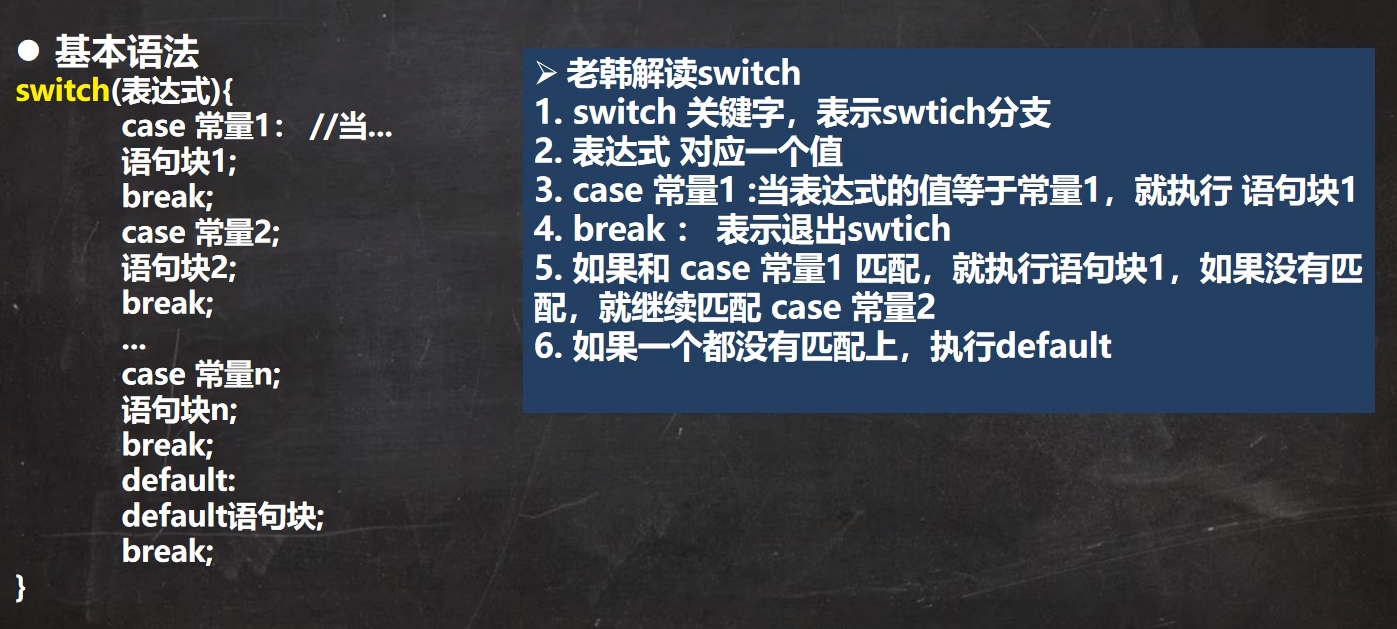 ● 基本语法
switch(表达式){
case 常量1： //当...
语句块1;
break;
case 常量2;
语句块2;
break;
...
case 常量n;
语句块n;
break;
default:
default语句块;
break;
}
➢ 老韩解读switch
1. switch 关键字，表示swtich分支
2. 表达式 对应一个值
3. case 常量1 :当表达式的值等于常量1，就执行 语句块1
4. break ： 表示退出swtich
5. 如果和 case 常量1 匹配，就执行语句块1，如果没有匹
配，就继续匹配 case 常量2
6. 如果一个都没有匹配上，执行default